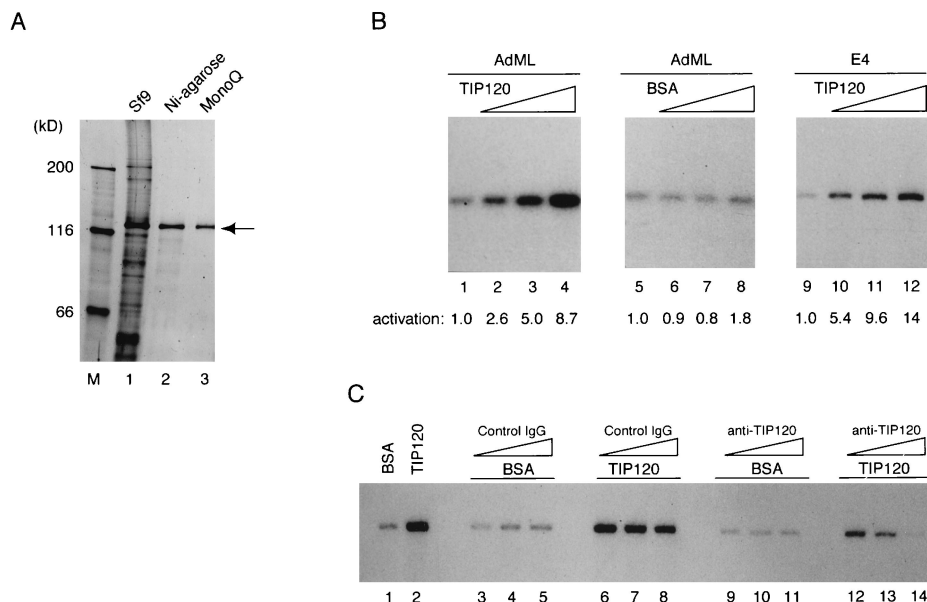 A
Sf9
Ni-agarose
MonoQ
(kD)
200
116
66
M 1 2 3
B
AdML AdML E4
TIP120 BSA TIP120
1 2 3 4 5 6 7 8 9 10 11 12
activation: 1.0 2.6 5.0 8.7 1.0 0.9 0.8 1.8 1.0 5.4 9.6 14
C
BSA
TIP120
Control IgG Control IgG anti-TIP120 anti-TIP120
BSA TIP120 BSA TIP120
1 2 3 4 5 6 7 8 9 10 11 12 13 14